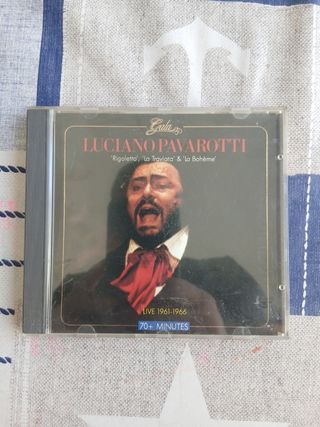 Gala
LUCIANO PAVAROTTI
'Rigoletto', 'La Traviata' & 'La Bohème'
LIVE 1961-1966
70+ MINUTES